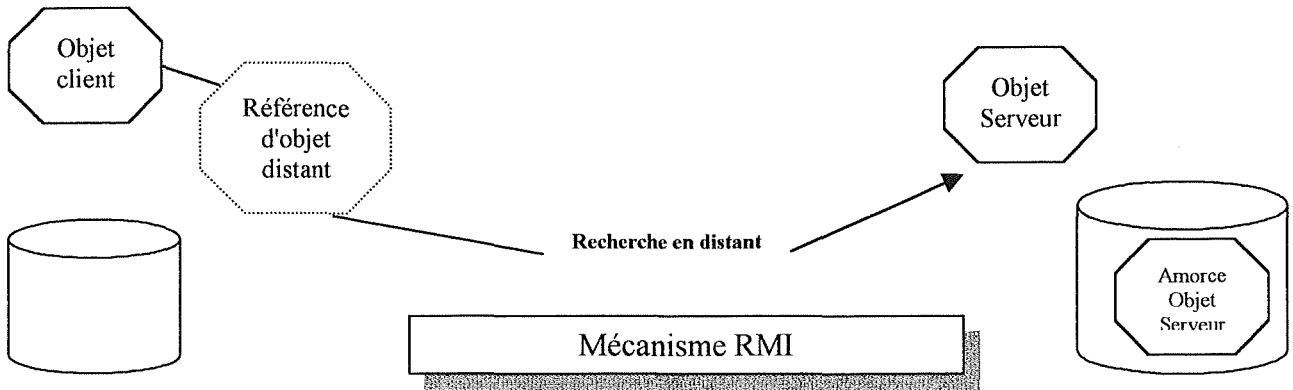 Objet
client
Référence
d'objet
distant
Objet
Serveur
Recherche en distant
Amorce
Objet
Serveur
Mécanisme RMI